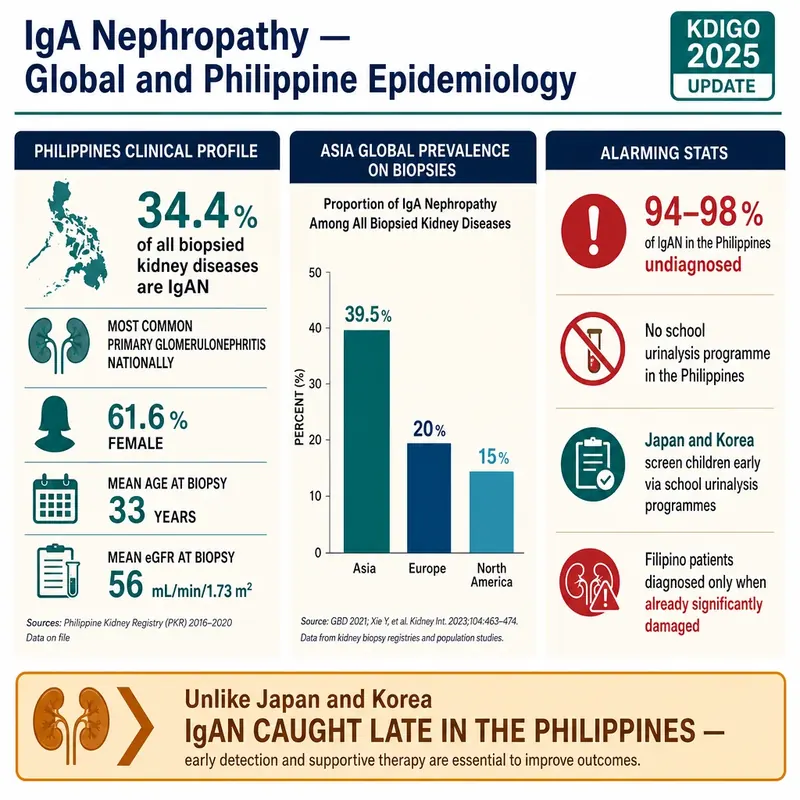 IgA Nephropathy —
Global and Philippine Epidemiology
KDIGO
2025
UPDATE
PHILIPPINES CLINICAL PROFILE
34.4%
of all biopsied
kidney diseases
are IgAN
MOST COMMON
PRIMARY GLOMERULONEPHRITIS
NATIONALLY
61.6%
FEMALE
MEAN AGE AT BIOPSY
33 YEARS
MEAN eGFR AT BIOPSY
56 mL/min/1.73 m²
Sources: Philippine Kidney Registry (PKR) 2016–2020
Data on file
ASIA GLOBAL PREVALENCE
ON BIOPSIES
Proportion of IgA Nephropathy
Among All Biopsied Kidney Diseases
PERCENT (%)
50
40
30
20
10
0
39.5%
20%
15%
Asia
Europe
North
America
Source: GBD 2021; Xie Y, et al. Kidney Int. 2023;104:463–474.
Data from kidney biopsy registries and population studies.
ALARMING STATS
94–98%
of IgAN in the Philippines
undiagnosed
No school
urinalysis programme
in the Philippines
Japan and Korea
screen children early
via school urinalysis
programmes
Filipino patients
diagnosed only when
already significantly
damaged
Unlike Japan and Korea
IgAN CAUGHT LATE IN THE PHILIPPINES —
early detection and supportive therapy are essential to improve outcomes.